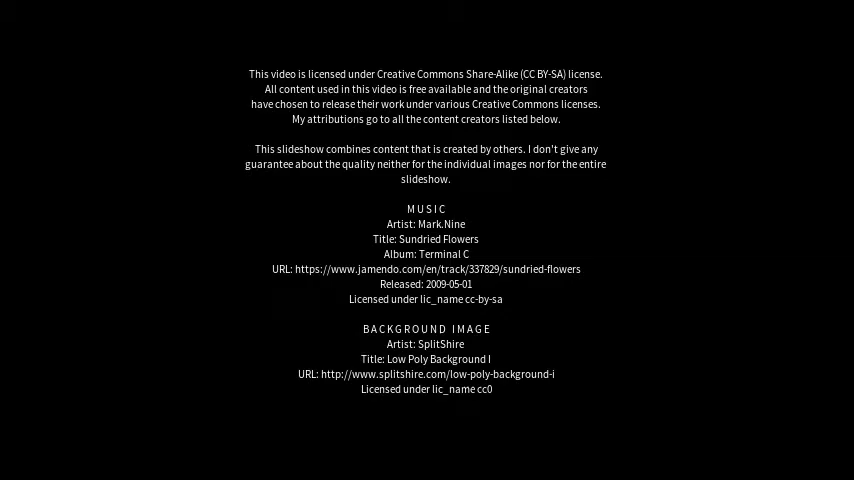 This video is licensed under Creative Commons Share-Alike (CC BY-SA) license.
All content used in this video is free available and the original creators
have chosen to release their work under various Creative Commons licenses.
My attributions go to all the content creators listed below.
This slideshow combines content that is created by others. I don't give any
guarantee about the quality neither for the individual images nor for the entire
slideshow.
MUSIC
Artist: Mark.Nine
Title: Sundried Flowers
Album: Terminal C
URL: https://www.jamendo.com/en/track/337829/sundried-flowers
Released: 2009-05-01
Licensed under lic_name cc-by-sa
BACKGROUND IMAGE
Artist: SplitShire
Title: Low Poly Background I
URL: http://www.splitshire.com/low-poly-background-i
Licensed under lic_name cc0